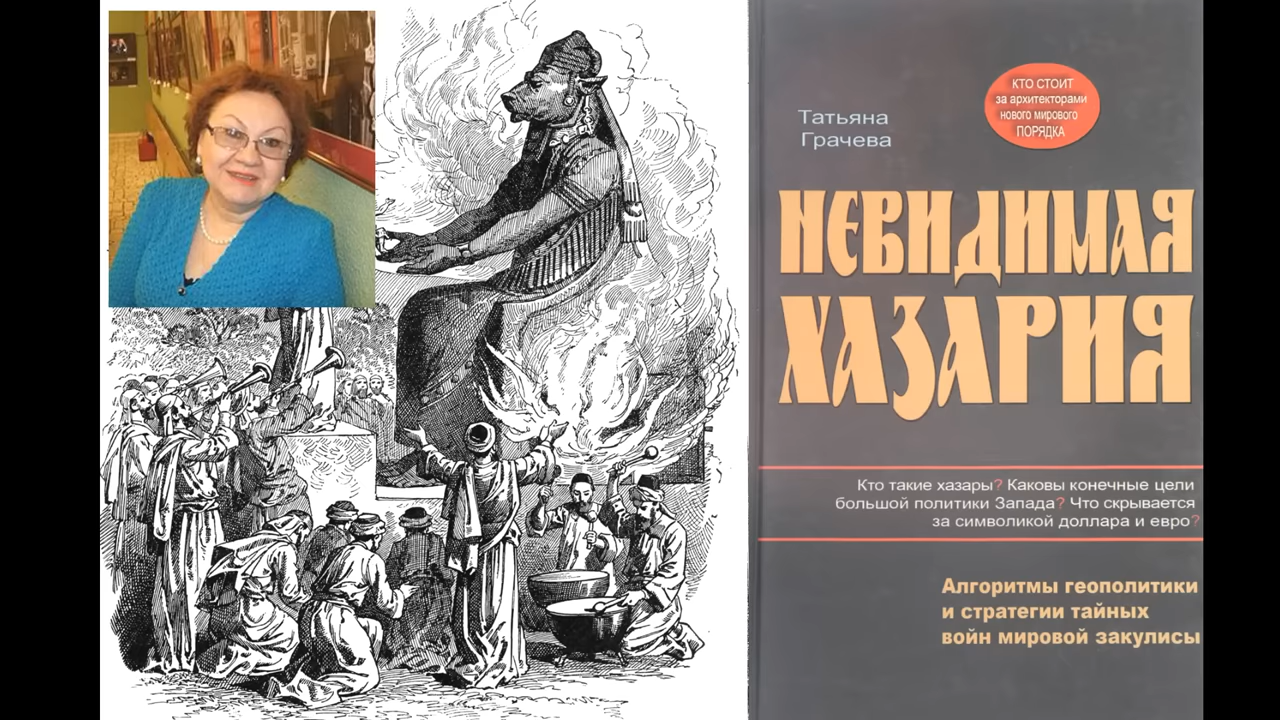 Татьяна
Грачева
КТО СТОИТ
за архитекторами
нового мирового
ПОРЯДКА
НЕВИДИМАЯ
ХАЗАРИЯ
Кто такие хазары? Каковы конечные цели
большой политики Запада? Что скрывается
за символикой доллара и евро?
Алгоритмы геополитики
и стратегии тайных
войн мировой закулисы